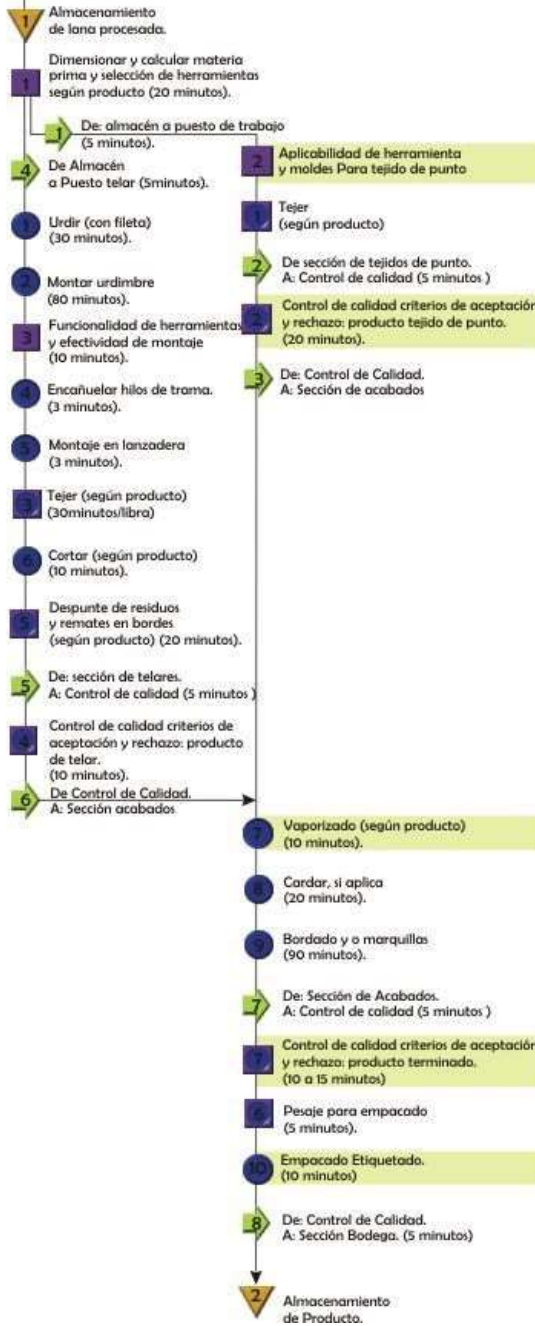 1
Almacenamiento
de lana procesada.
1
Dimensionar y calcular materia
prima y selección de herramientas
según producto (20 minutos).
1
De: almacén a puesto de trabajo
(5 minutos).
4
De Almacén
a Puesto telar (5minutos).
1
Urdir (con fileta)
(30 minutos).
2
Montar urdimbre
(80 minutos).
3
Funcionalidad de herramientas
y efectividad de montaje
(10 minutos).
4
Encañuelar hilos de trama.
(3 minutos).
5
Montaje en lanzadera
(3 minutos).
3
Tejer (según producto)
(30minutos/libra)
6
Cortar (según producto)
(10 minutos).
5
Despunte de residuos
y remates en bordes
(según producto) (20 minutos).
5
De: sección de telares.
A: Control de calidad (5 minutos )
4
Control de calidad criterios de
aceptación y rechazo: producto
de telar.
(10 minutos).
6
De Control de Calidad.
A: Sección acabados
2
Aplicabilidad de herramienta
y moldes Para tejido de punto
1
Tejer
(según producto)
2
De sección de tejidos de punto.
A: Control de calidad (5 minutos )
2
Control de calidad criterios de aceptación
y rechazo: producto tejido de punto.
(20 minutos).
3
De: Control de Calidad.
A: Sección de acabados
7
Vaporizado (según producto)
(10 minutos).
8
Cardar, si aplica
(20 minutos).
9
Bordado y o marquillas
(90 minutos).
7
De: Sección de Acabados.
A: Control de calidad (5 minutos )
7
Control de calidad criterios de aceptación
y rechazo: producto terminado.
(10 a 15 minutos)
6
Pesaje para empacado
(5 minutos).
10
Empacado Etiquetado.
(10 minutos)
8
De: Control de Calidad.
A: Sección Bodega. (5 minutos)
2
Almacenamiento
de Producto.